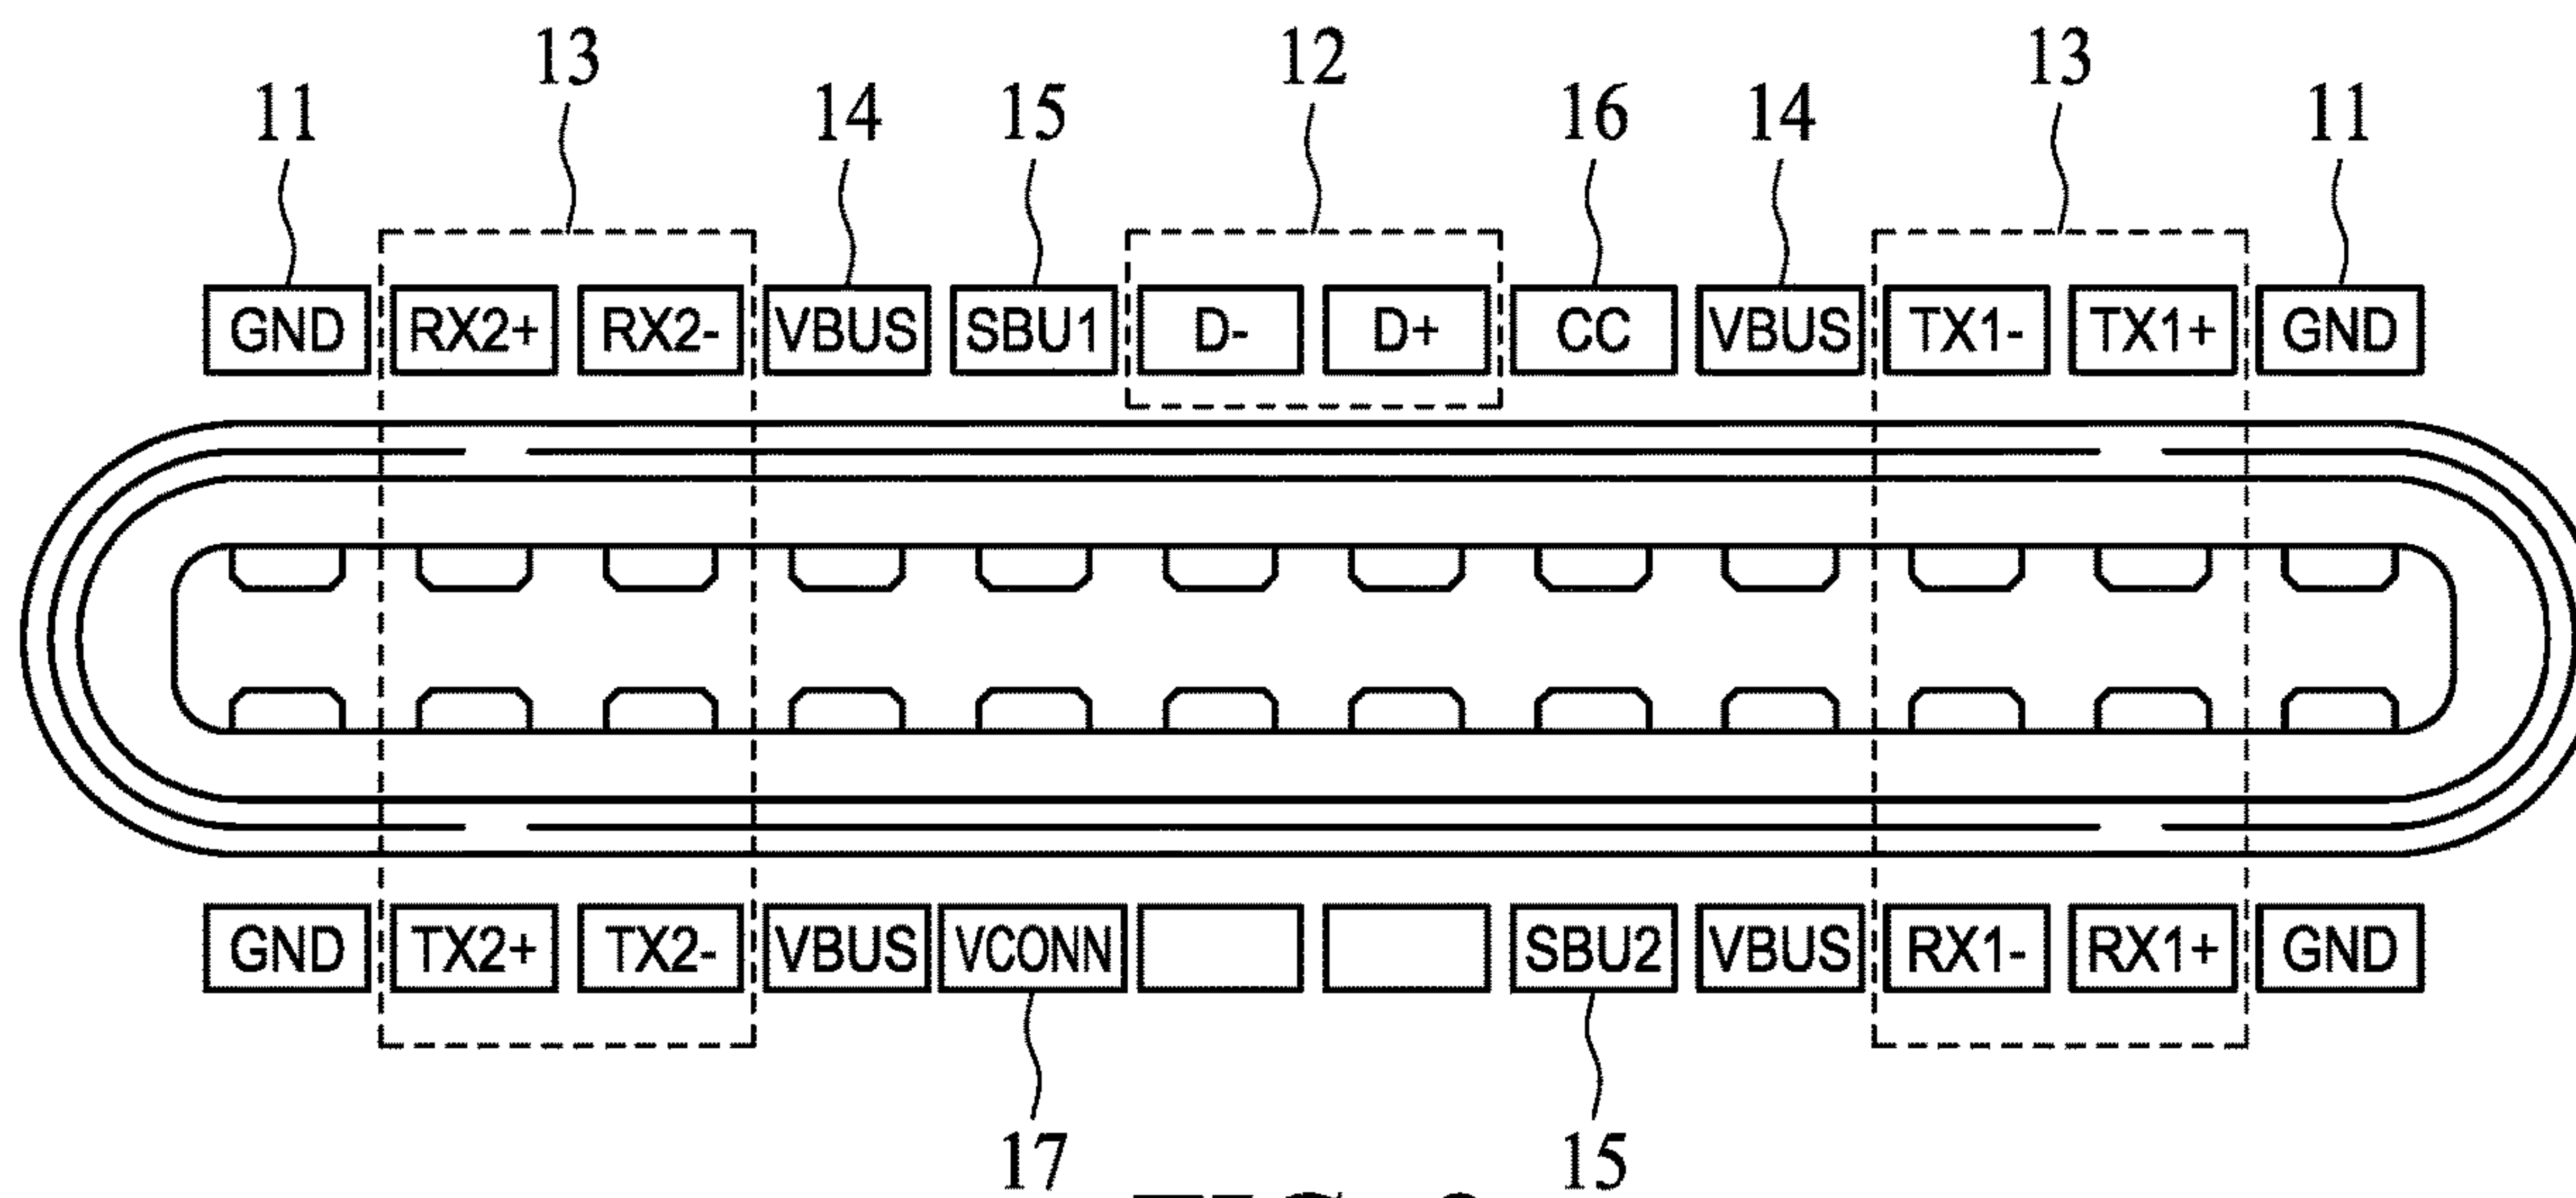 13 12 13
11 14 15 16 14 11
GND RX2+ RX2- VBUS SBU1 D- D+ CC VBUS TX1- TX1+ GND
GND TX2+ TX2- VBUS VCONN SBU2 VBUS RX1- RX1+ GND
17 15